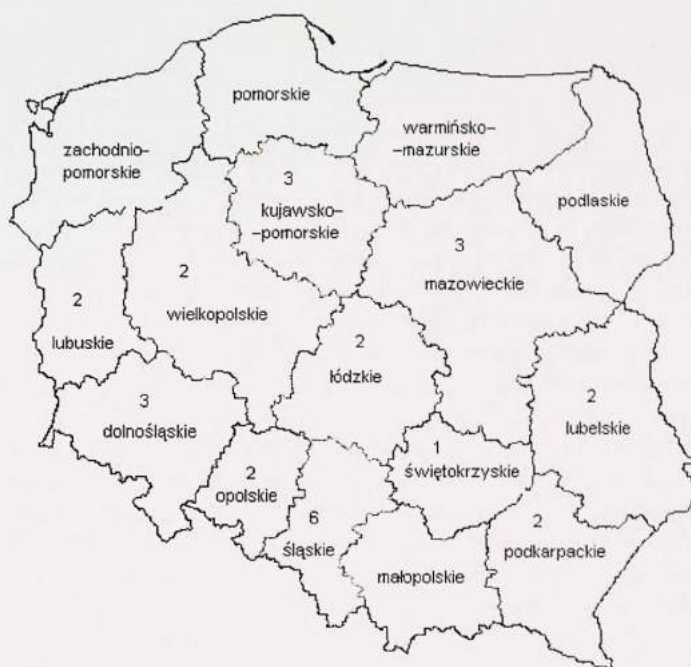 pomorskie
warmińsko-
-mazurskie
zachodnio-
pomorskie
podlaskie
3
kujawsko-
-pomorskie
3
mazowieckie
2
wielkopolskie
2
lubuskie
2
łódzkie
3
dolnośląskie
2
lubelskie
1
świętokrzyskie
2
opolskie
6
śląskie
2
podkarpackie
małopolskie